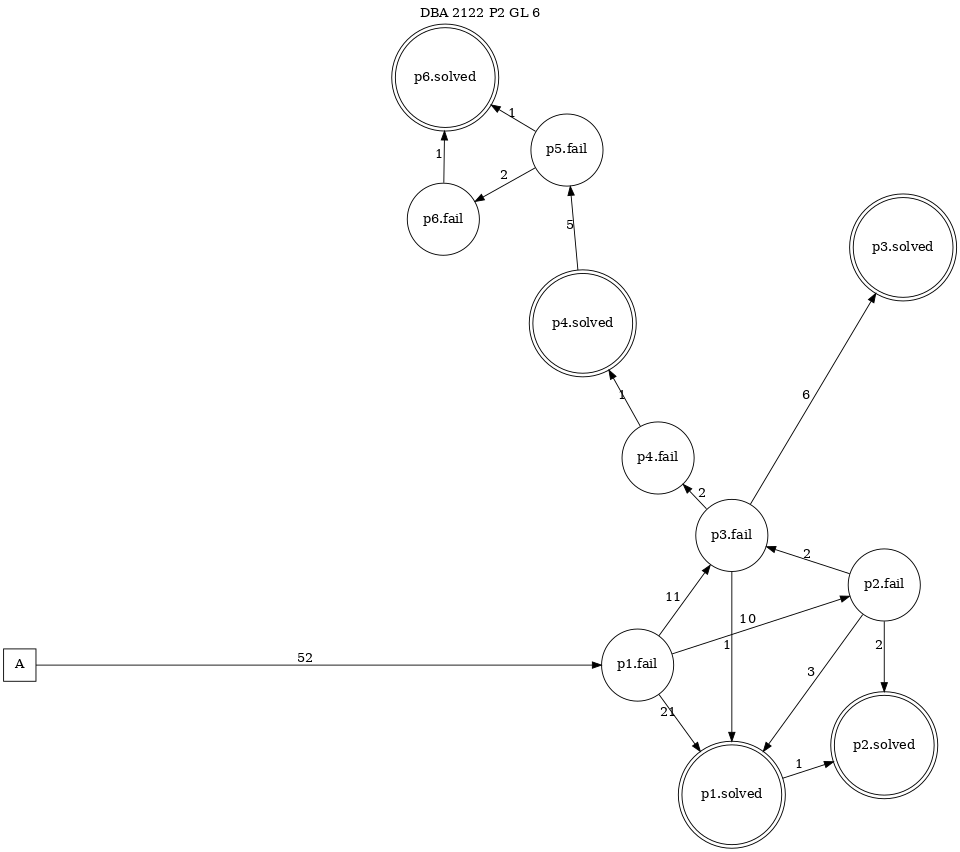 DBA 2122 P2 GL 6
p6.solved
1
p5.fail
1
2
p6.fail
5
p3.solved
p4.solved
6
1
p4.fail
2
p3.fail
2
p2.fail
11
10
1
2
A
52
p1.fail
3
21
p2.solved
1
p1.solved